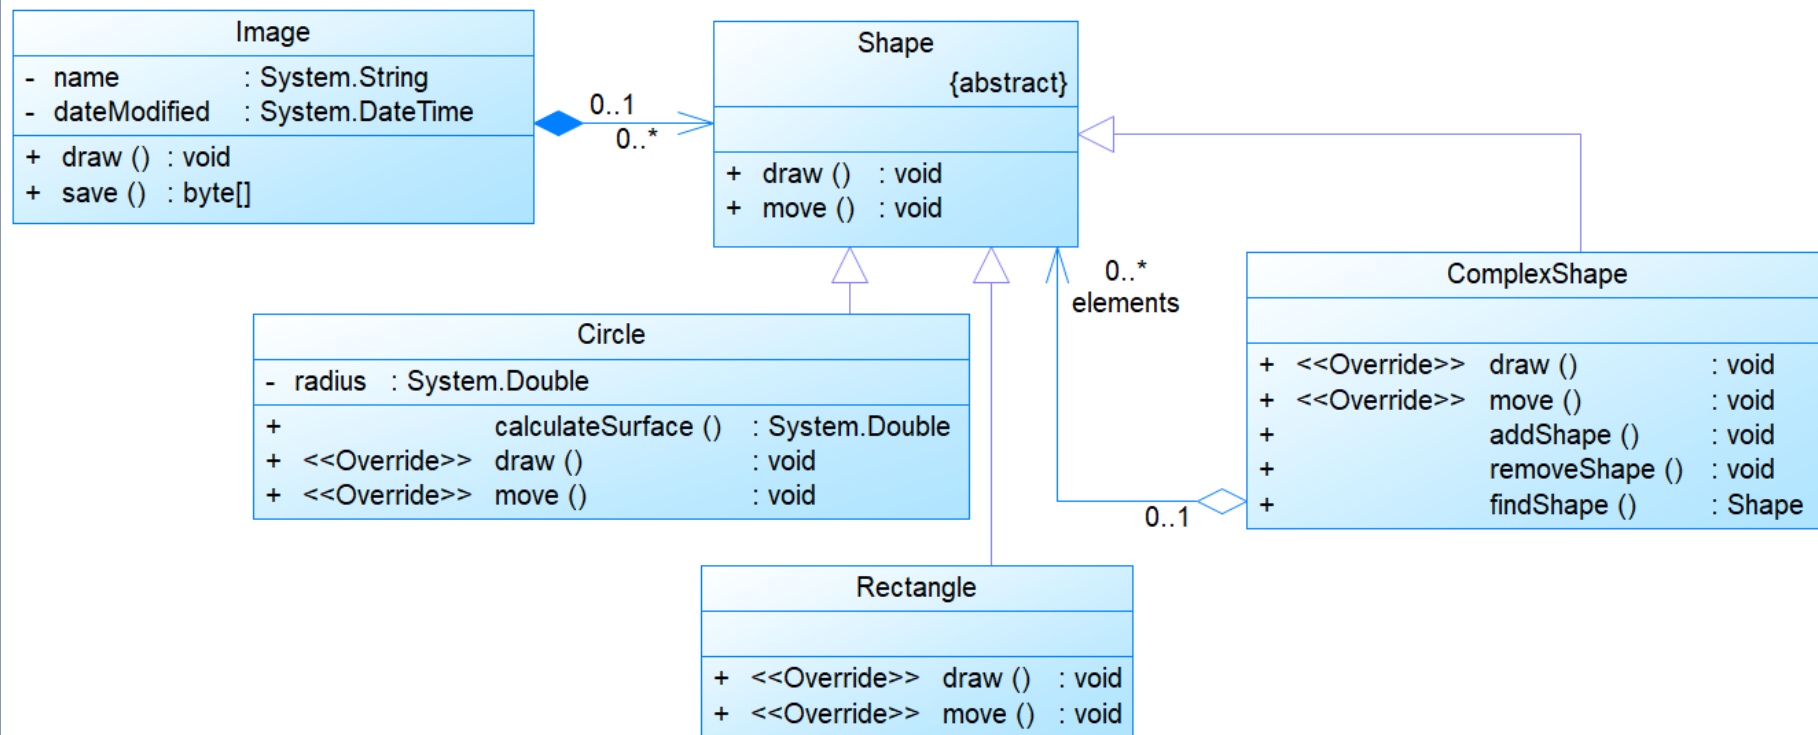 Image
- name : System.String
- dateModified : System.DateTime
+ draw () : void
+ save () : byte[]
0..1
0..*
Shape
{abstract}
+ draw () : void
+ move () : void
0..*
elements
0..1
Circle
- radius : System.Double
+ calculateSurface () : System.Double
+ <<Override>> draw () : void
+ <<Override>> move () : void
ComplexShape
+ <<Override>> draw () : void
+ <<Override>> move () : void
+ addShape () : void
+ removeShape () : void
+ findShape () : Shape
Rectangle
+ <<Override>> draw () : void
+ <<Override>> move () : void